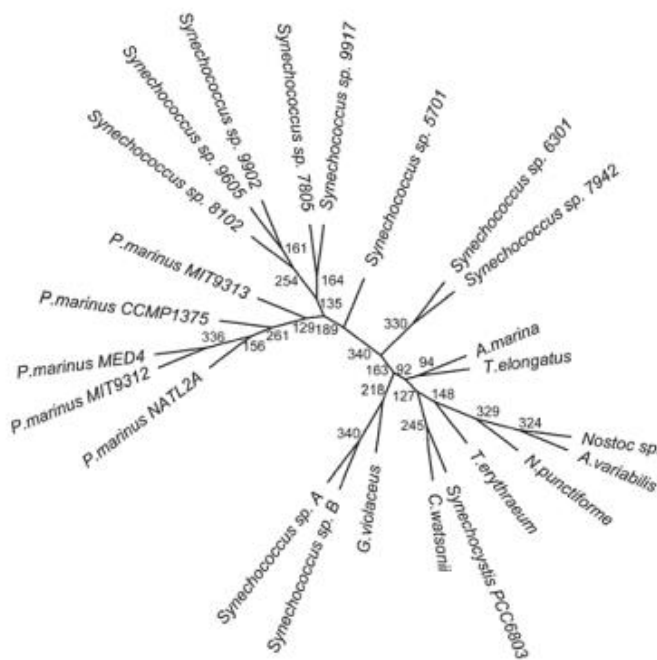 Synechococcus sp. 9917
Synechococcus sp. 7805
Synechococcus sp. 9902
Synechococcus sp. 9605
Synechococcus sp. 8102
Synechococcus sp. 5701
Synechococcus sp. 6301
Synechococcus sp. 7942
P.marinus MIT9313
P.marinus CCMP1375
P.marinus MED4
P.marinus MIT9312
P.marinus NATL2A
161
254
164
135
129
189
261
156
336
330
340
163
92
94
218
127
148
245
329
324
340
A.marina
T.elongatus
Nostoc sp.
A.variabilis
N.punctiforme
T.erythraeum
Synechocystis PCC6803
C.watsonii
G.violaceus
Synechococcus sp. B
Synechococcus sp. A